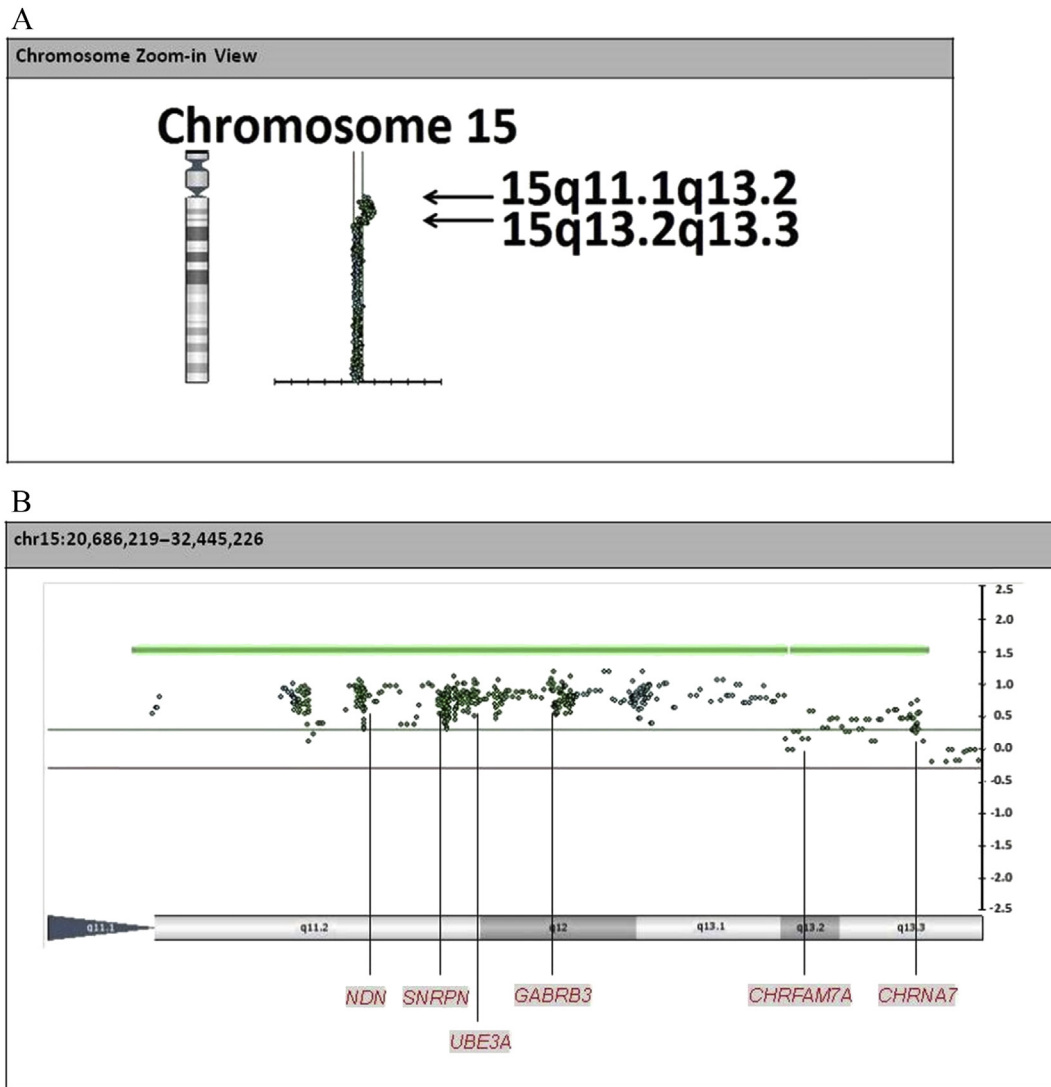 A
Chromosome Zoom-in View
Chromosome 15
15q11.1q13.2
15q13.2q13.3
B
chr15:20,686,219–32,445,226
2.5
2.0
1.5
1.0
0.5
0.0
-0.5
-1.0
-1.5
-2.0
-2.5
q11.1 q11.2 q12 q13.1 q13.2 q13.3
NDN SNRPN GABRB3 CHRFAM7A CHRNA7
UBE3A